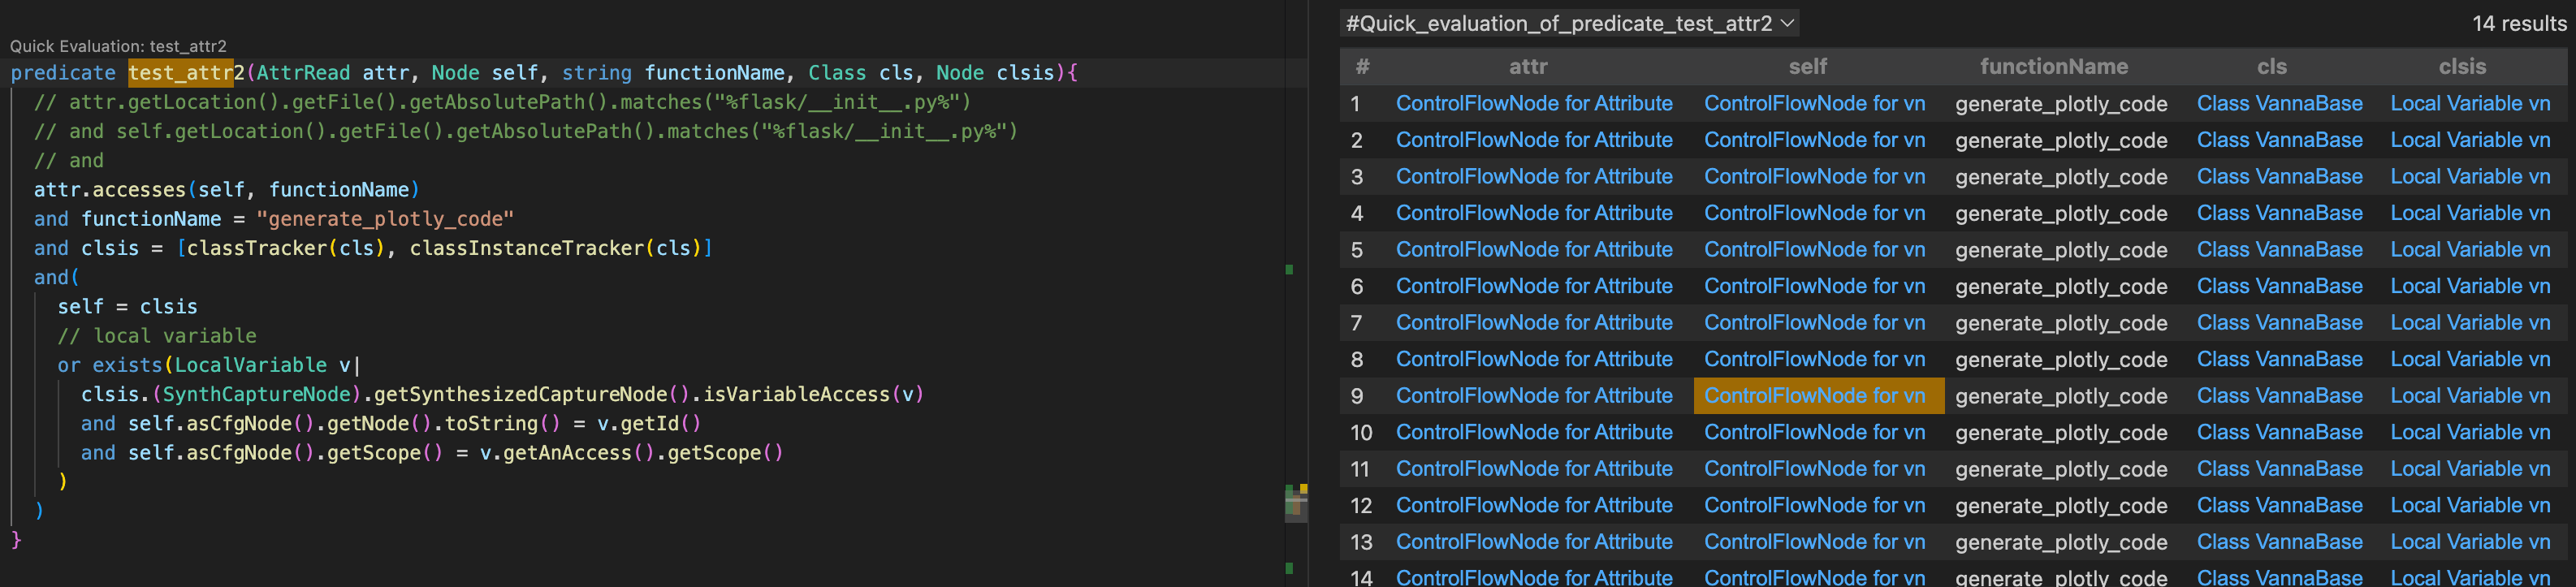 Quick Evaluation: test_attr2
predicate test_attr2(AttrRead attr, Node self, string functionName, Class cls, Node clsis){
// attr.getLocation().getFile().getAbsolutePath().matches("%flask/__init__.py%")
// and self.getLocation().getFile().getAbsolutePath().matches("%flask/__init__.py%")
// and
attr.accesses(self, functionName)
and functionName = "generate_plotly_code"
and clsis = [classTracker(cls), classInstanceTracker(cls)]
and(
self = clsis
// local variable
or exists(LocalVariable v|
clsis.(SynthCaptureNode).getSynthesizedCaptureNode().isVariableAccess(v)
and self.asCfgNode().getNode().toString() = v.getId()
and self.asCfgNode().getScope() = v.getAnAccess().getScope()
)
)
}
#Quick_evaluation_of_predicate_test_attr2
14 results
# attr self functionName cls clsis
1 ControlFlowNode for Attribute ControlFlowNode for vn generate_plotly_code Class VannaBase Local Variable vn
2 ControlFlowNode for Attribute ControlFlowNode for vn generate_plotly_code Class VannaBase Local Variable vn
3 ControlFlowNode for Attribute ControlFlowNode for vn generate_plotly_code Class VannaBase Local Variable vn
4 ControlFlowNode for Attribute ControlFlowNode for vn generate_plotly_code Class VannaBase Local Variable vn
5 ControlFlowNode for Attribute ControlFlowNode for vn generate_plotly_code Class VannaBase Local Variable vn
6 ControlFlowNode for Attribute ControlFlowNode for vn generate_plotly_code Class VannaBase Local Variable vn
7 ControlFlowNode for Attribute ControlFlowNode for vn generate_plotly_code Class VannaBase Local Variable vn
8 ControlFlowNode for Attribute ControlFlowNode for vn generate_plotly_code Class VannaBase Local Variable vn
9 ControlFlowNode for Attribute ControlFlowNode for vn generate_plotly_code Class VannaBase Local Variable vn
10 ControlFlowNode for Attribute ControlFlowNode for vn generate_plotly_code Class VannaBase Local Variable vn
11 ControlFlowNode for Attribute ControlFlowNode for vn generate_plotly_code Class VannaBase Local Variable vn
12 ControlFlowNode for Attribute ControlFlowNode for vn generate_plotly_code Class VannaBase Local Variable vn
13 ControlFlowNode for Attribute ControlFlowNode for vn generate_plotly_code Class VannaBase Local Variable vn
14 ControlFlowNode for Attribute ControlFlowNode for vn generate_plotly_code Class VannaBase Local Variable vn